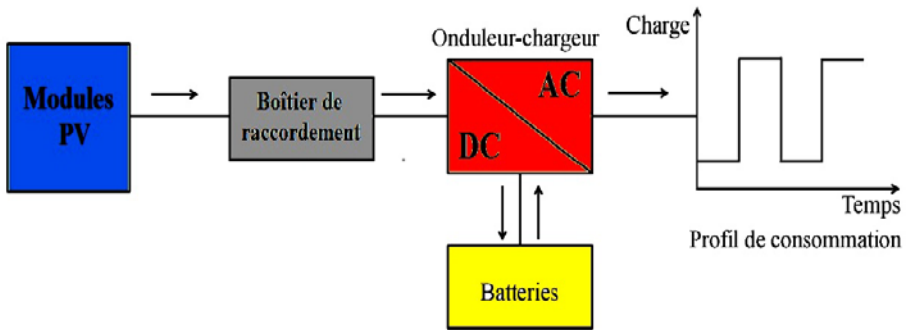 Modules
PV
Boîtier de
raccordement
Onduleur-chargeur
AC
DC
Batteries
Charge
Temps
Profil de consommation